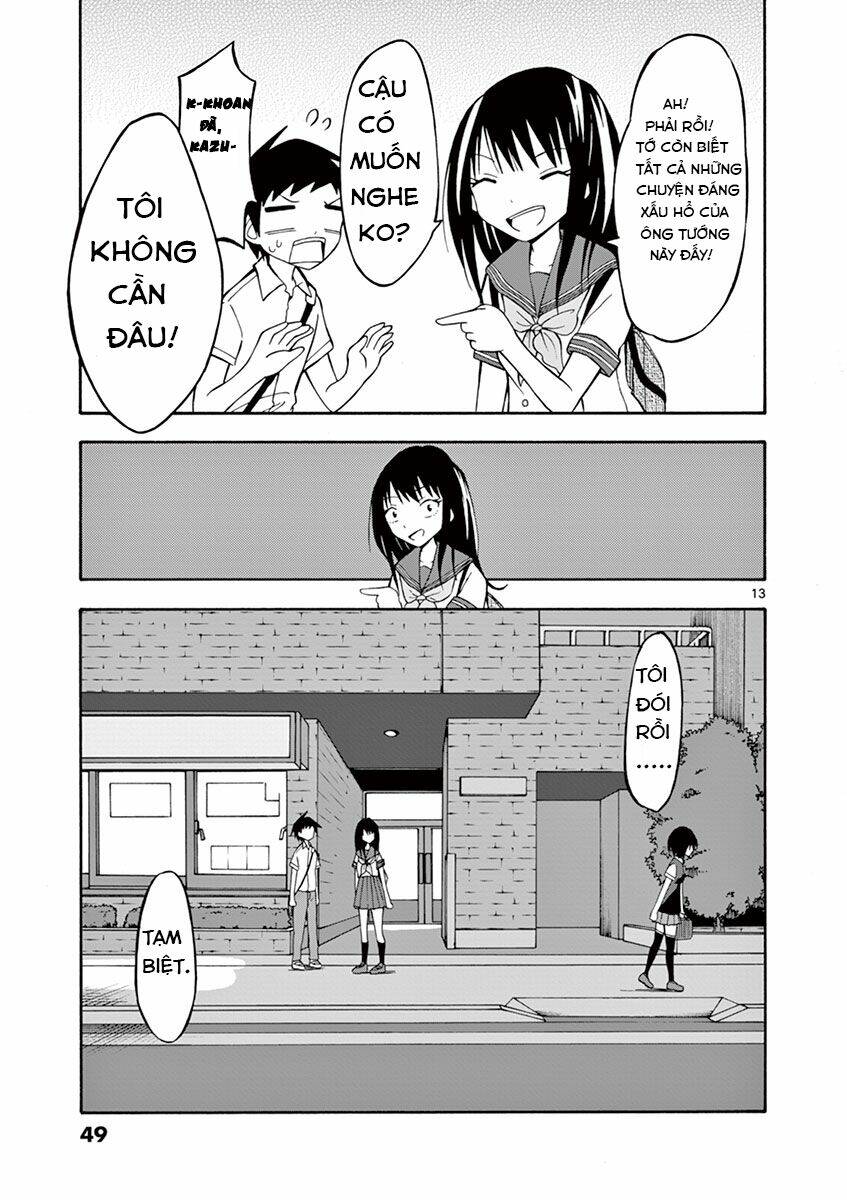 AH!
PHẢI RỒI!
TỚ CÒN BIẾT
TẤT CẢ NHỮNG
CHUYỆN ĐÁNG
XẤU HỔ CỦA
ÔNG TƯỚNG
NÀY ĐẤY!
CẬU
CÓ
MUỐN
NGHE
KO?
K-KHOAN
ĐÃ,
KAZU-
TÔI
KHÔNG
CẦN
ĐÂU!
13
TÔI
ĐÓI
RỒI
.....
TẠM
BIỆT.
49